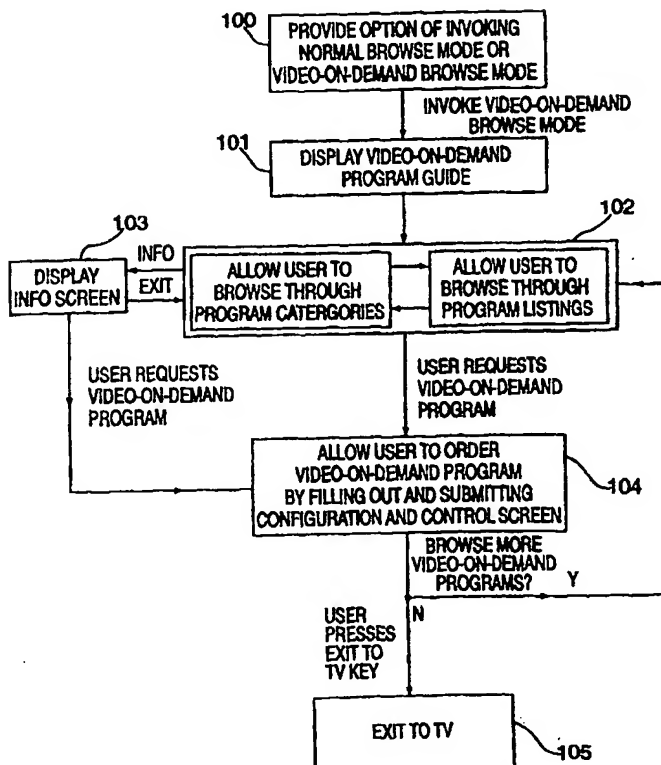 100
PROVIDE OPTION OF INVOKING
NORMAL BROWSE MODE OR
VIDEO-ON-DEMAND BROWSE MODE
INVOKE VIDEO-ON-DEMAND
BROWSE MODE
101
DISPLAY VIDEO-ON-DEMAND
PROGRAM GUIDE
102
103
DISPLAY
INFO SCREEN
INFO
EXIT
ALLOW USER TO
BROWSE THROUGH
PROGRAM CATERGORIES
ALLOW USER TO
BROWSE THROUGH
PROGRAM LISTINGS
USER REQUESTS
VIDEO-ON-DEMAND
PROGRAM
USER REQUESTS
VIDEO-ON-DEMAND
PROGRAM
ALLOW USER TO ORDER
VIDEO-ON-DEMAND PROGRAM
BY FILLING OUT AND SUBMITTING
CONFIGURATION AND CONTROL SCREEN
104
BROWSE MORE
VIDEO-ON-DEMAND
PROGRAMS?
Y
N
USER
PRESSES
EXIT TO
TV KEY
EXIT TO TV
105